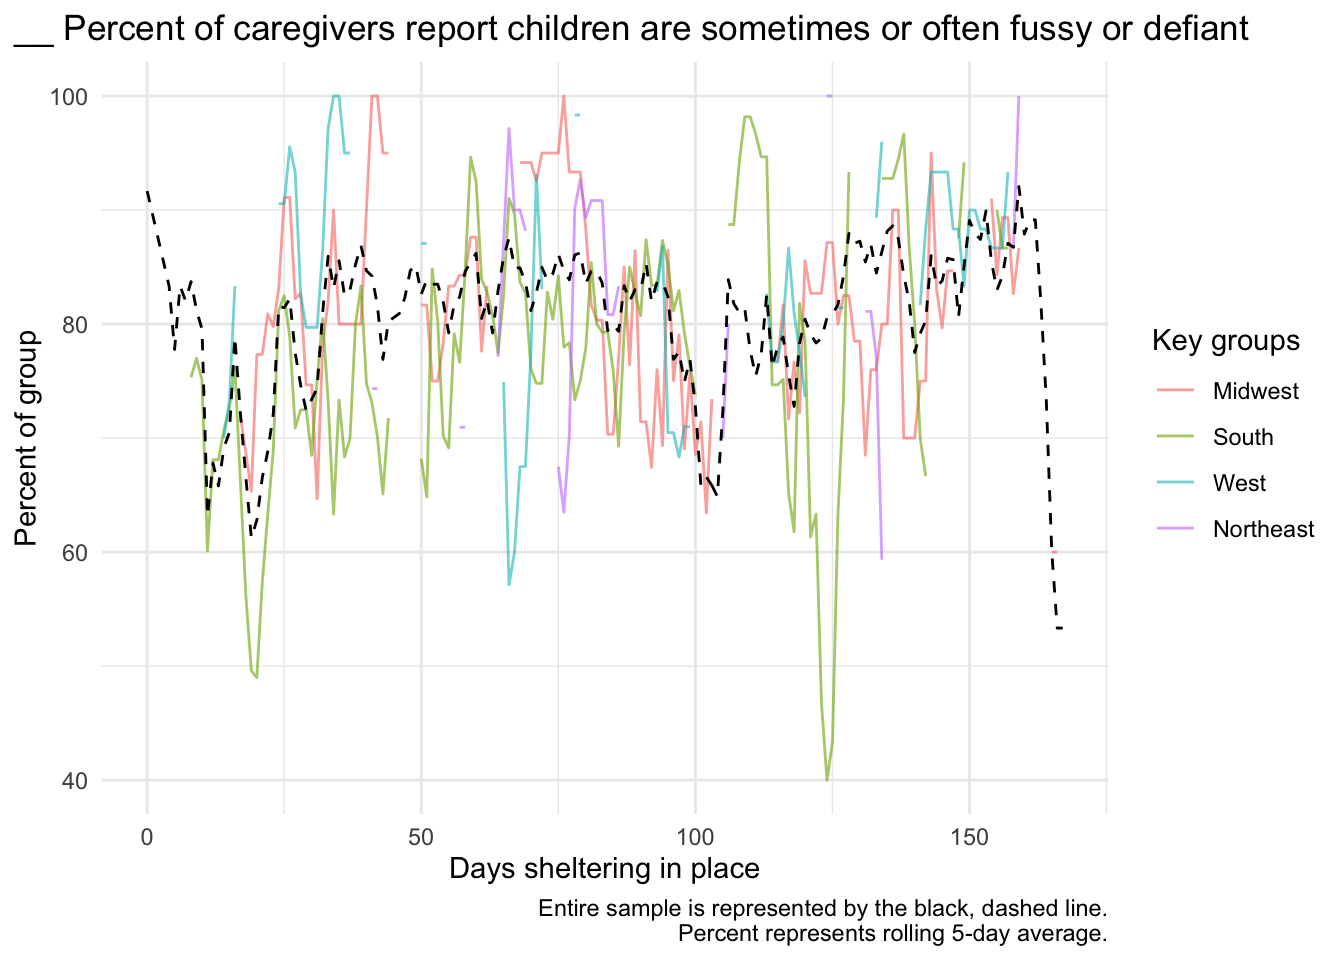 __ Percent of caregivers report children are sometimes or often fussy or defiant
100
80
60
40
Percent of group
0
50
100
150
Days sheltering in place
Key groups
Midwest
South
West
Northeast
Entire sample is represented by the black, dashed line.
Percent represents rolling 5-day average.